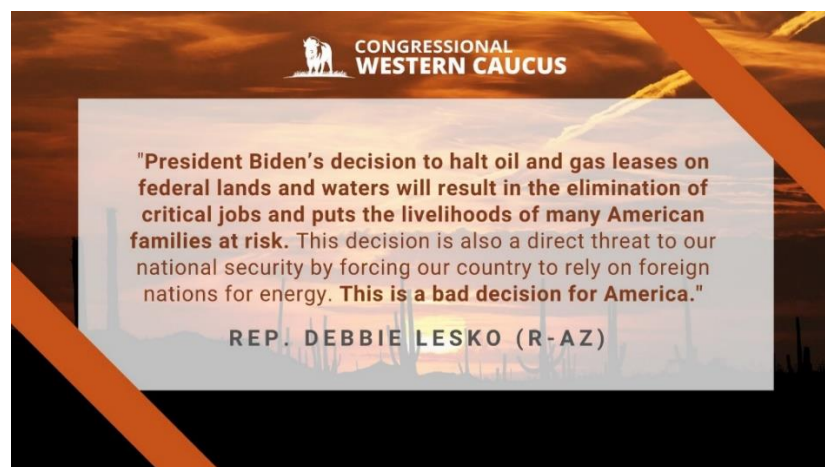 CONGRESSIONAL
WESTERN CAUCUS
"President Biden's decision to halt oil and gas leases on
federal lands and waters will result in the elimination of
critical jobs and puts the livelihoods of many American
families at risk. This decision is also a direct threat to our
national security by forcing our country to rely on foreign
nations for energy. This is a bad decision for America."
REP. DEBBIE LESKO (R-AZ)